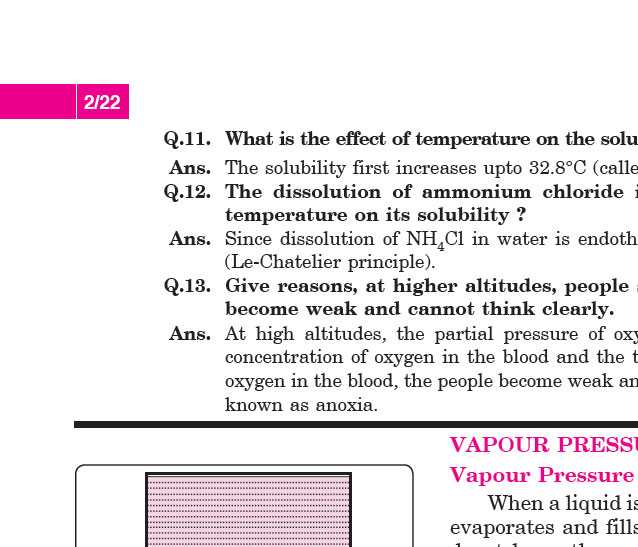 2/22
Q.11. What is the effect of temperature on the solu
Ans. The solubility first increases upto 32.8°C (calle
Q.12. The dissolution of ammonium chloride i
temperature on its solubility ?
Ans. Since dissolution of NH₄Cl in water is endoth
(Le-Chatelier principle).
Q.13. Give reasons, at higher altitudes, people
become weak and cannot think clearly.
Ans. At high altitudes, the partial pressure of oxy
concentration of oxygen in the blood and the t
oxygen in the blood, the people become weak an
known as anoxia.
VAPOUR PRESSU
Vapour Pressure
When a liquid is
evaporates and fills